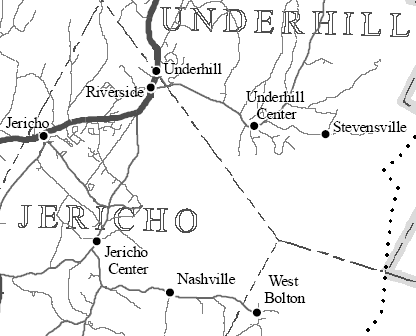 UNDERHILL
Underhill
Riverside
Underhill
Center
Jericho
Stevensville
JERICHO
Jericho
Center
Nashville
West
Bolton